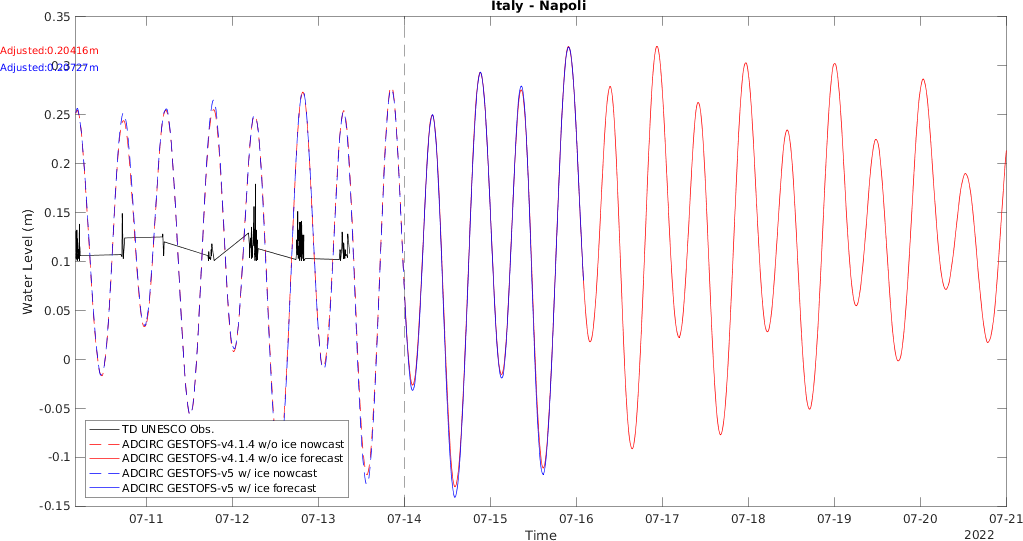 Italy - Napoli
0.35
Adjusted:0.20416m
0.3
Adjusted:0.20727m
0.25
0.2
0.15
0.1
0.05
0
-0.05
-0.1
-0.15
Water Level (m)
TD UNESCO Obs.
ADCIRC GESTOFS-v4.1.4 w/o ice nowcast
ADCIRC GESTOFS-v4.1.4 w/o ice forecast
ADCIRC GESTOFS-v5 w/ ice nowcast
ADCIRC GESTOFS-v5 w/ ice forecast
07-11 07-12 07-13 07-14 07-15 07-16 07-17 07-18 07-19 07-20 07-21
Time
2022